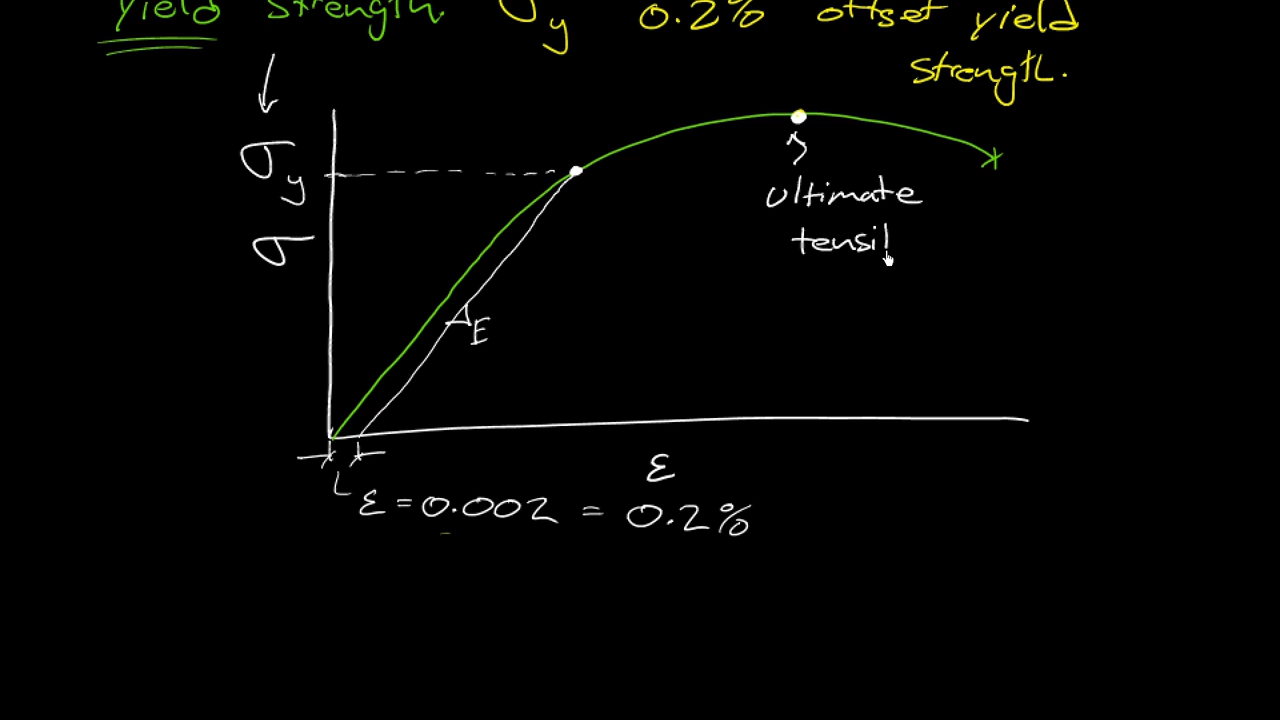 yield strength. σy 0.2% offset yield
strength.
σy
ultimate
tensil
σ
E
ε
ε = 0.002 = 0.2%